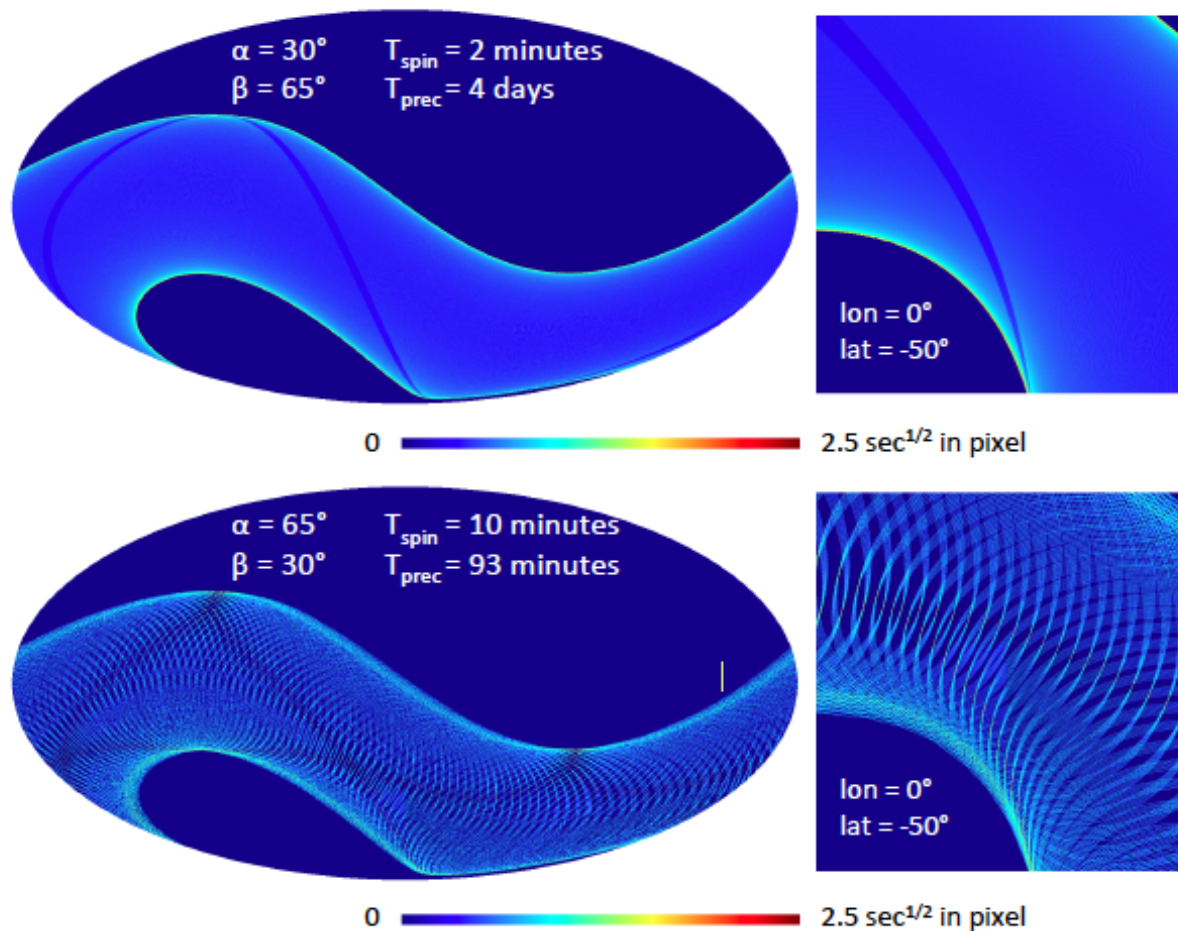 α = 30° T_spin = 2 minutes
β = 65° T_prec = 4 days
lon = 0°
lat = -50°
0 2.5 sec^1/2 in pixel
α = 65° T_spin = 10 minutes
β = 30° T_prec = 93 minutes
lon = 0°
lat = -50°
0 2.5 sec^1/2 in pixel